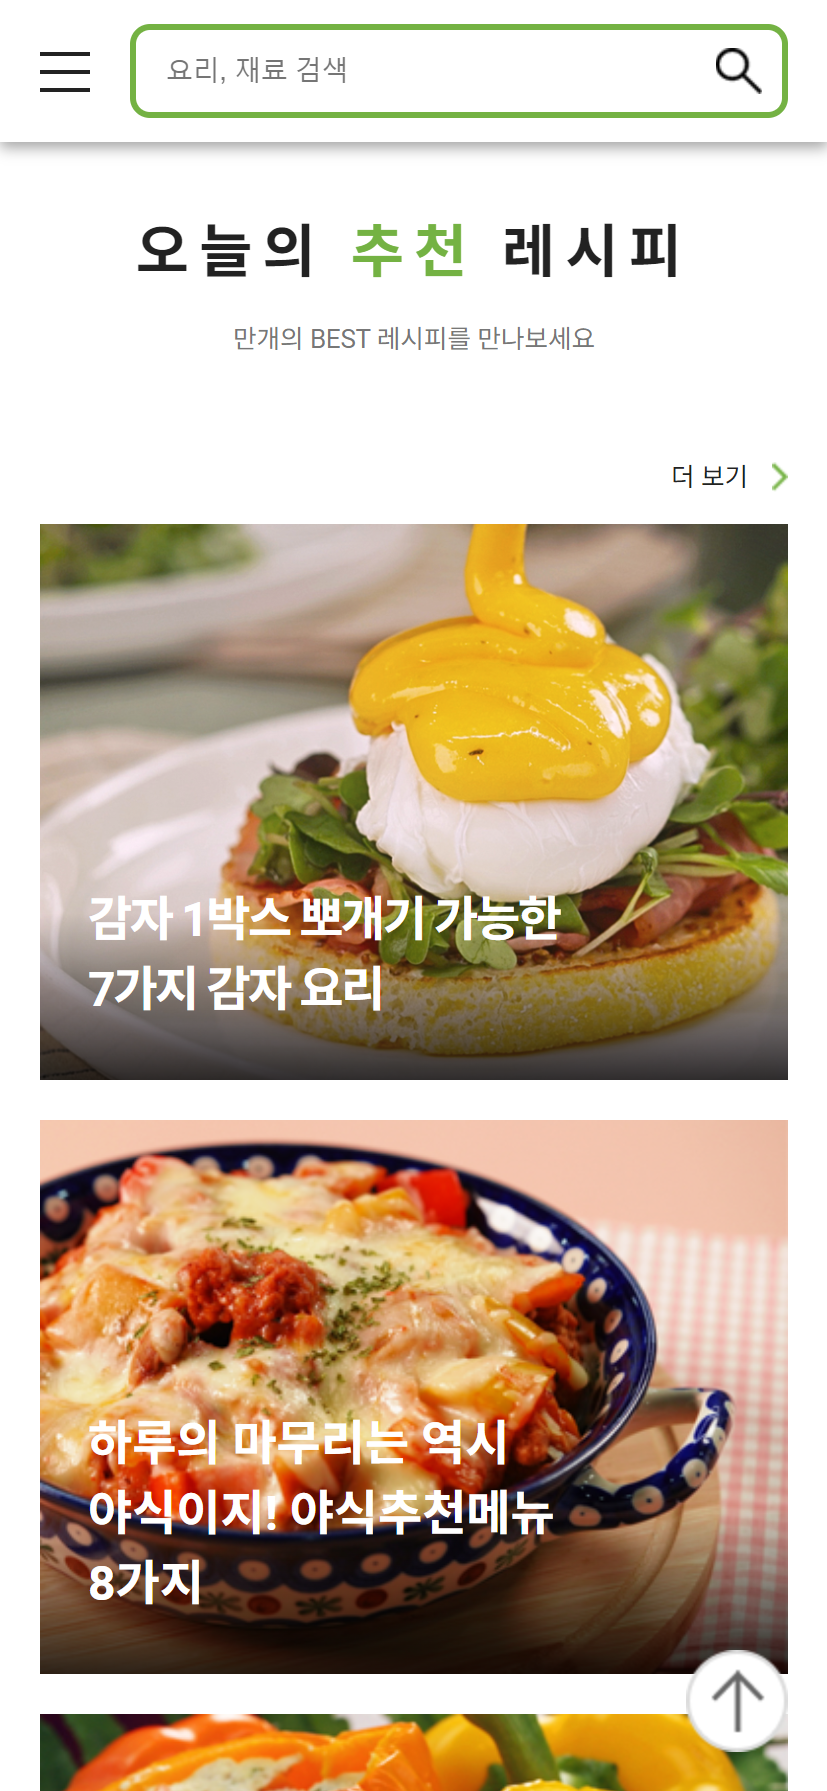 요리, 재료 검색
오늘의 추천 레시피
만개의 BEST 레시피를 만나보세요
더 보기
감자 1박스 뽀개기 가능한
7가지 감자 요리
하루의 마무리는 역시
야식이지! 야식추천메뉴
8가지